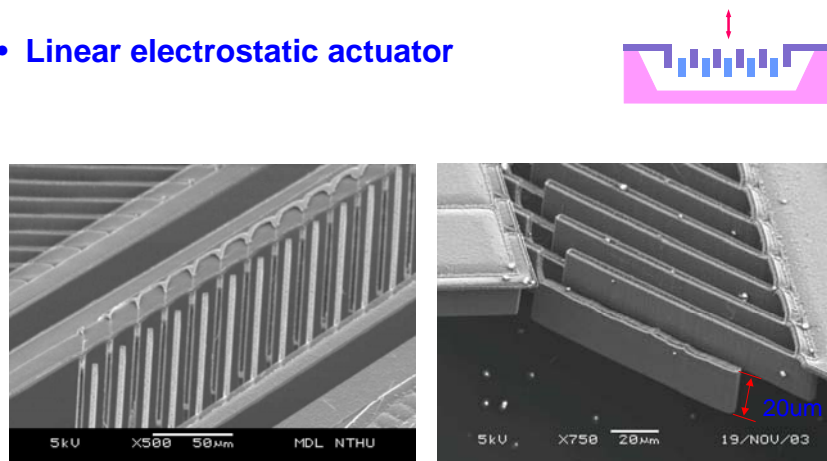 • Linear electrostatic actuator
20um
5kV X500 50µm MDL NTHU
5kV X750 20µm 19/NOV/03